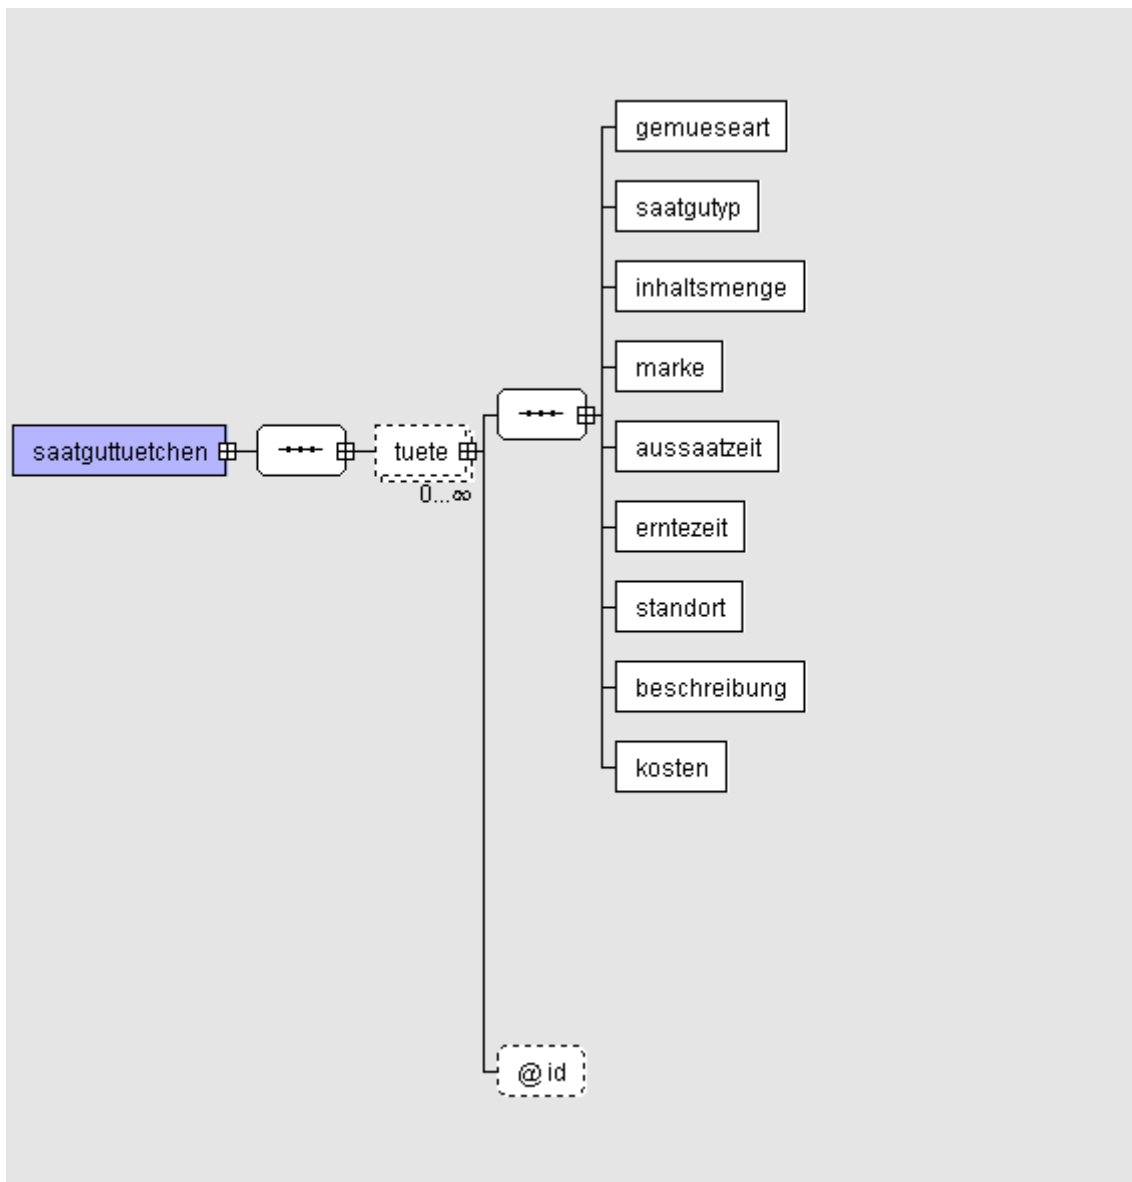 saatguttuetchen
tuete
0...∞
gemueseart
saatgutyp
inhaltsmenge
marke
aussaatzeit
erntezeit
standort
beschreibung
kosten
@id